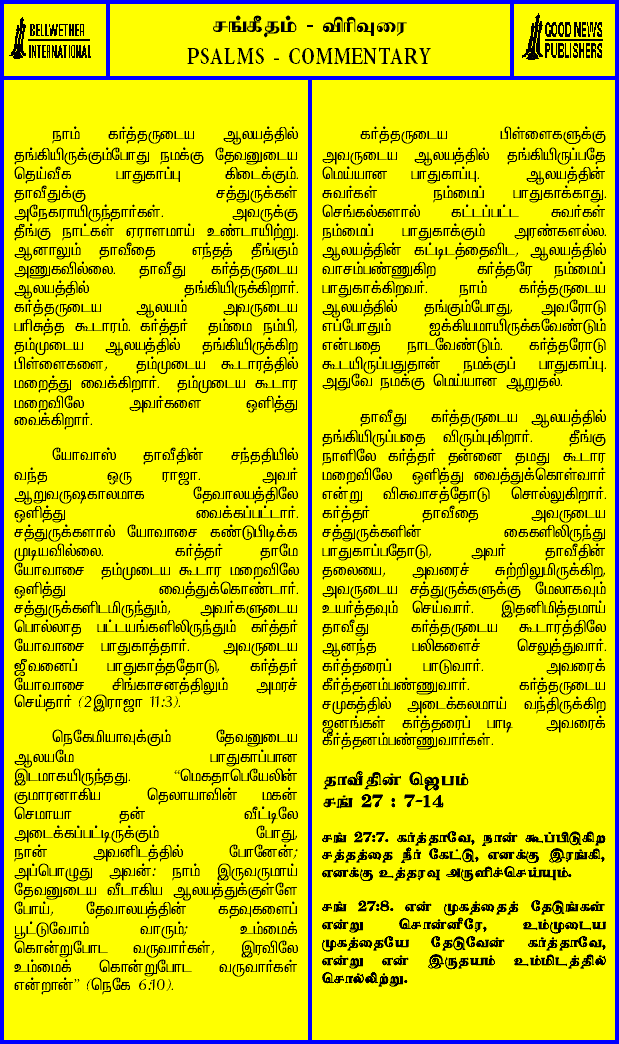 BELLWETHER
INTERNATIONAL
சங்கீதம் - விரிவுரை
PSALMS - COMMENTARY
GOOD NEWS
PUBLISHERS
நாம் கர்த்தருடைய ஆலயத்தில்
தங்கியிருக்கும்போது நமக்கு தேவனுடைய
தெய்வீக பாதுகாப்பு கிடைக்கும்.
தாவீதுக்கு சத்துருக்கள்
அநேகராயிருந்தார்கள். அவருக்கு
தீங்கு நாட்கள் ஏராளமாய் உண்டாயிற்று.
ஆனாலும் தாவீதை எந்தத் தீங்கும்
அணுகவில்லை. தாவீது கர்த்தருடைய
ஆலயத்தில் தங்கியிருக்கிறார்.
கர்த்தருடைய ஆலயம் அவருடைய
பரிசுத்த கூடாரம். கர்த்தர் தம்மை நம்பி,
தம்முடைய ஆலயத்தில் தங்கியிருக்கிற
பிள்ளைகளை, தம்முடைய கூடாரத்தில்
மறைத்து வைக்கிறார். தம்முடைய கூடார
மறைவிலே அவர்களை ஒளித்து
வைக்கிறார்.
யோவாஸ் தாவீதின் சந்ததியில்
வந்த ஒரு ராஜா. அவர்
ஆறுவருஷகாலமாக தேவாலயத்திலே
ஒளித்து வைக்கப்பட்டார்.
சத்துருக்களால் யோவாசை கண்டுபிடிக்க
முடியவில்லை. கர்த்தர் தாமே
யோவாசை தம்முடைய கூடார மறைவிலே
ஒளித்து வைத்துக்கொண்டார்.
சத்துருக்களிடமிருந்தும், அவர்களுடைய
பொல்லாத பட்டயங்களிலிருந்தும் கர்த்தர்
யோவாசை பாதுகாத்தார். அவருடைய
ஜீவனைப் பாதுகாத்ததோடு, கர்த்தர்
யோவாசை சிங்காசனத்திலும் அமரச்
செய்தார் (2இராஜா 11:3).
நெகேமியாவுக்கும் தேவனுடைய
ஆலயமே பாதுகாப்பான
இடமாகயிருந்தது. “மெகதாபெயேலின்
குமாரனாகிய தெலாயாவின் மகன்
செமாயா தன் வீட்டிலே
அடைக்கப்பட்டிருக்கும் போது,
நான் அவனிடத்தில் போனேன்;
அப்பொழுது அவன்: நாம் இருவருமாய்
தேவனுடைய வீடாகிய ஆலயத்துக்குள்ளே
போய், தேவாலயத்தின் கதவுகளைப்
பூட்டுவோம் வாரும்; உம்மைக்
கொன்றுபோட வருவார்கள், இரவிலே
உம்மைக் கொன்றுபோட வருவார்கள்
என்றான்” (நெகே 6:10).
கர்த்தருடைய பிள்ளைகளுக்கு
அவருடைய ஆலயத்தில் தங்கியிருப்பதே
மெய்யான பாதுகாப்பு. ஆலயத்தின்
சுவர்கள் நம்மைப் பாதுகாக்காது.
செங்கல்களால் கட்டப்பட்ட சுவர்கள்
நம்மைப் பாதுகாக்கும் அரண்களல்ல.
ஆலயத்தின் கட்டிடத்தைவிட, ஆலயத்தில்
வாசம்பண்ணுகிற கர்த்தரே நம்மைப்
பாதுகாக்கிறவர். நாம் கர்த்தருடைய
ஆலயத்தில் தங்கும்போது, அவரோடு
எப்போதும் ஐக்கியமாயிருக்கவேண்டும்
என்பதை நாடவேண்டும். கர்த்தரோடு
கூடயிருப்பதுதான் நமக்குப் பாதுகாப்பு.
அதுவே நமக்கு மெய்யான ஆறுதல்.
தாவீது கர்த்தருடைய ஆலயத்தில்
தங்கியிருப்பதை விரும்புகிறார். தீங்கு
நாளிலே கர்த்தர் தன்னை தமது கூடார
மறைவிலே ஒளித்து வைத்துக்கொள்வார்
என்று விசுவாசத்தோடு சொல்லுகிறார்.
கர்த்தர் தாவீதை அவருடைய
சத்துருக்களின் கைகளிலிருந்து
பாதுகாப்பதோடு, அவர் தாவீதின்
தலையை, அவரைச் சுற்றிலுமிருக்கிற,
அவருடைய சத்துருக்களுக்கு மேலாகவும்
உயர்த்தவும் செய்வார். இதனிமித்தமாய்
தாவீது கர்த்தருடைய கூடாரத்திலே
ஆனந்த பலிகளைச் செலுத்துவார்.
கர்த்தரைப் பாடுவார். அவரைக்
கீர்த்தனம்பண்ணுவார். கர்த்தருடைய
சமுகத்தில் அடைக்கலமாய் வந்திருக்கிற
ஜனங்கள் கர்த்தரைப் பாடி அவரைக்
கீர்த்தனம்பண்ணுவார்கள்.
தாவீதின் ஜெபம்
சங் 27 : 7-14
சங் 27:7. கர்த்தாவே, நான் கூப்பிடுகிற
சத்தத்தை நீர் கேட்டு, எனக்கு இரங்கி,
எனக்கு உத்தரவு அருளிச்செய்யும்.
சங் 27:8. என் முகத்தைத் தேடுங்கள்
என்று சொன்னீரே, உம்முடைய
முகத்தையே தேடுவேன் கர்த்தாவே,
என்று என் இருதயம் உம்மிடத்தில்
சொல்லிற்று.